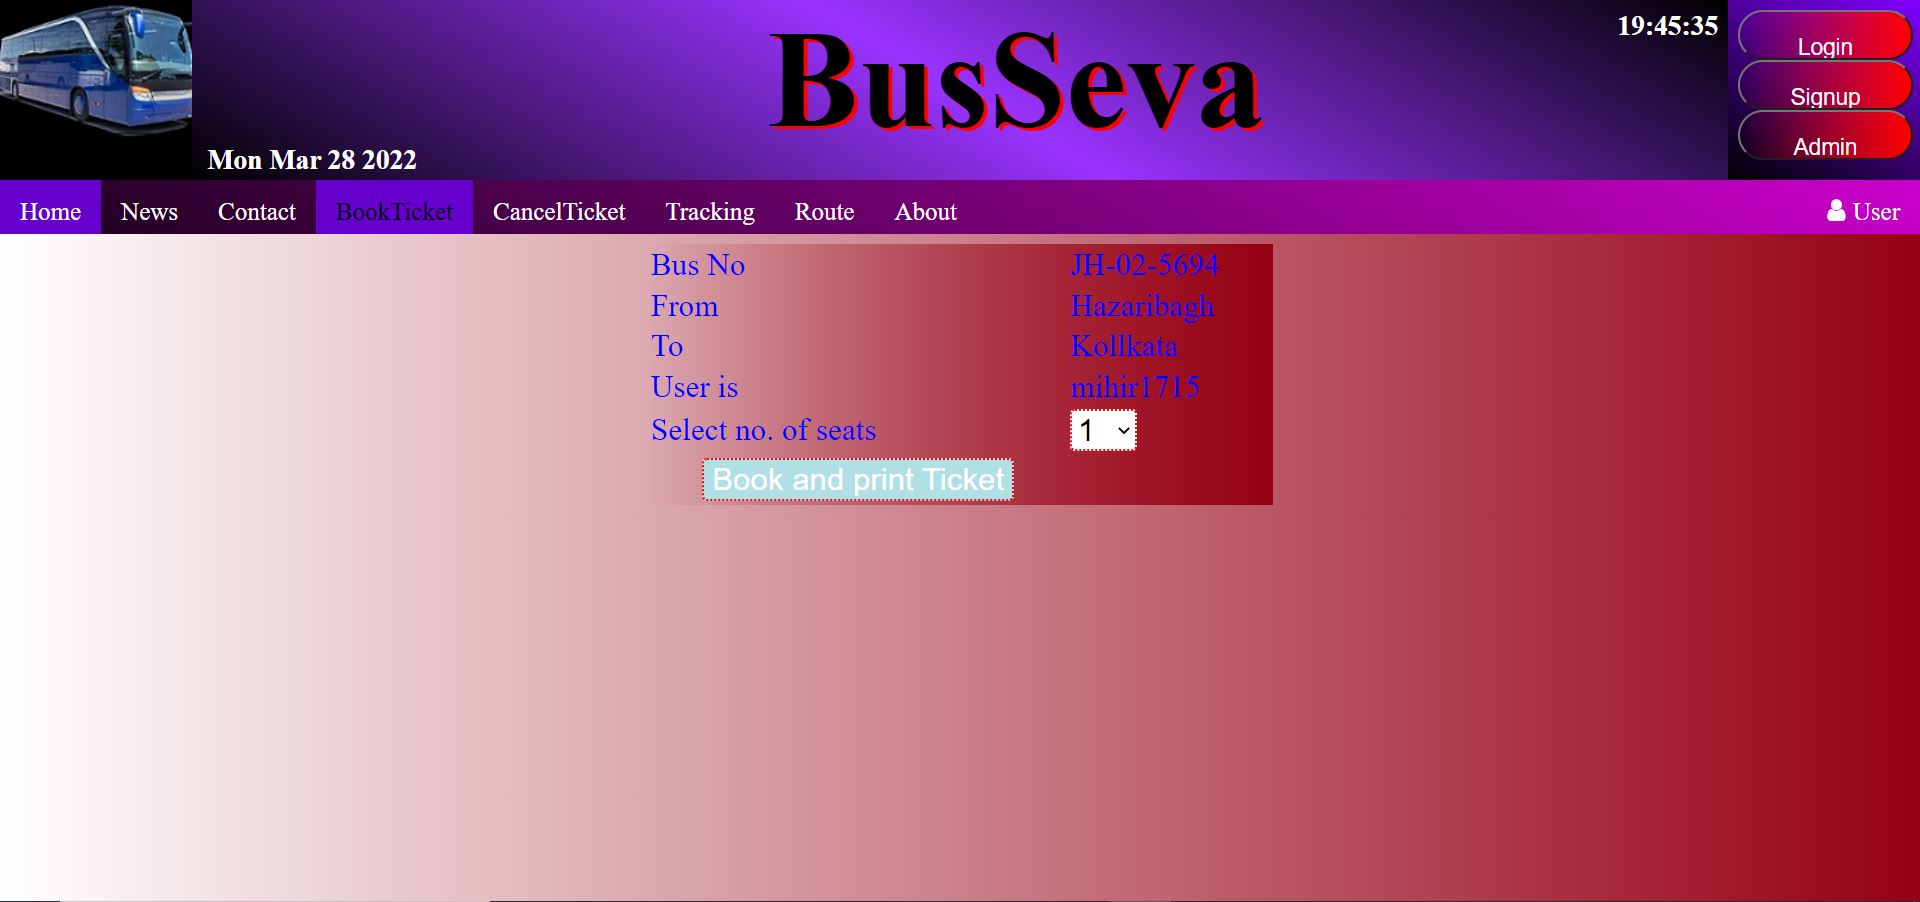 BusSeva
19:45:35
Mon Mar 28 2022
Login
Signup
Admin
Home News Contact BookTicket CancelTicket Tracking Route About User
Bus No JH-02-5694
From Hazaribagh
To Kollkata
User is mihir1715
Select no. of seats 1
Book and print Ticket